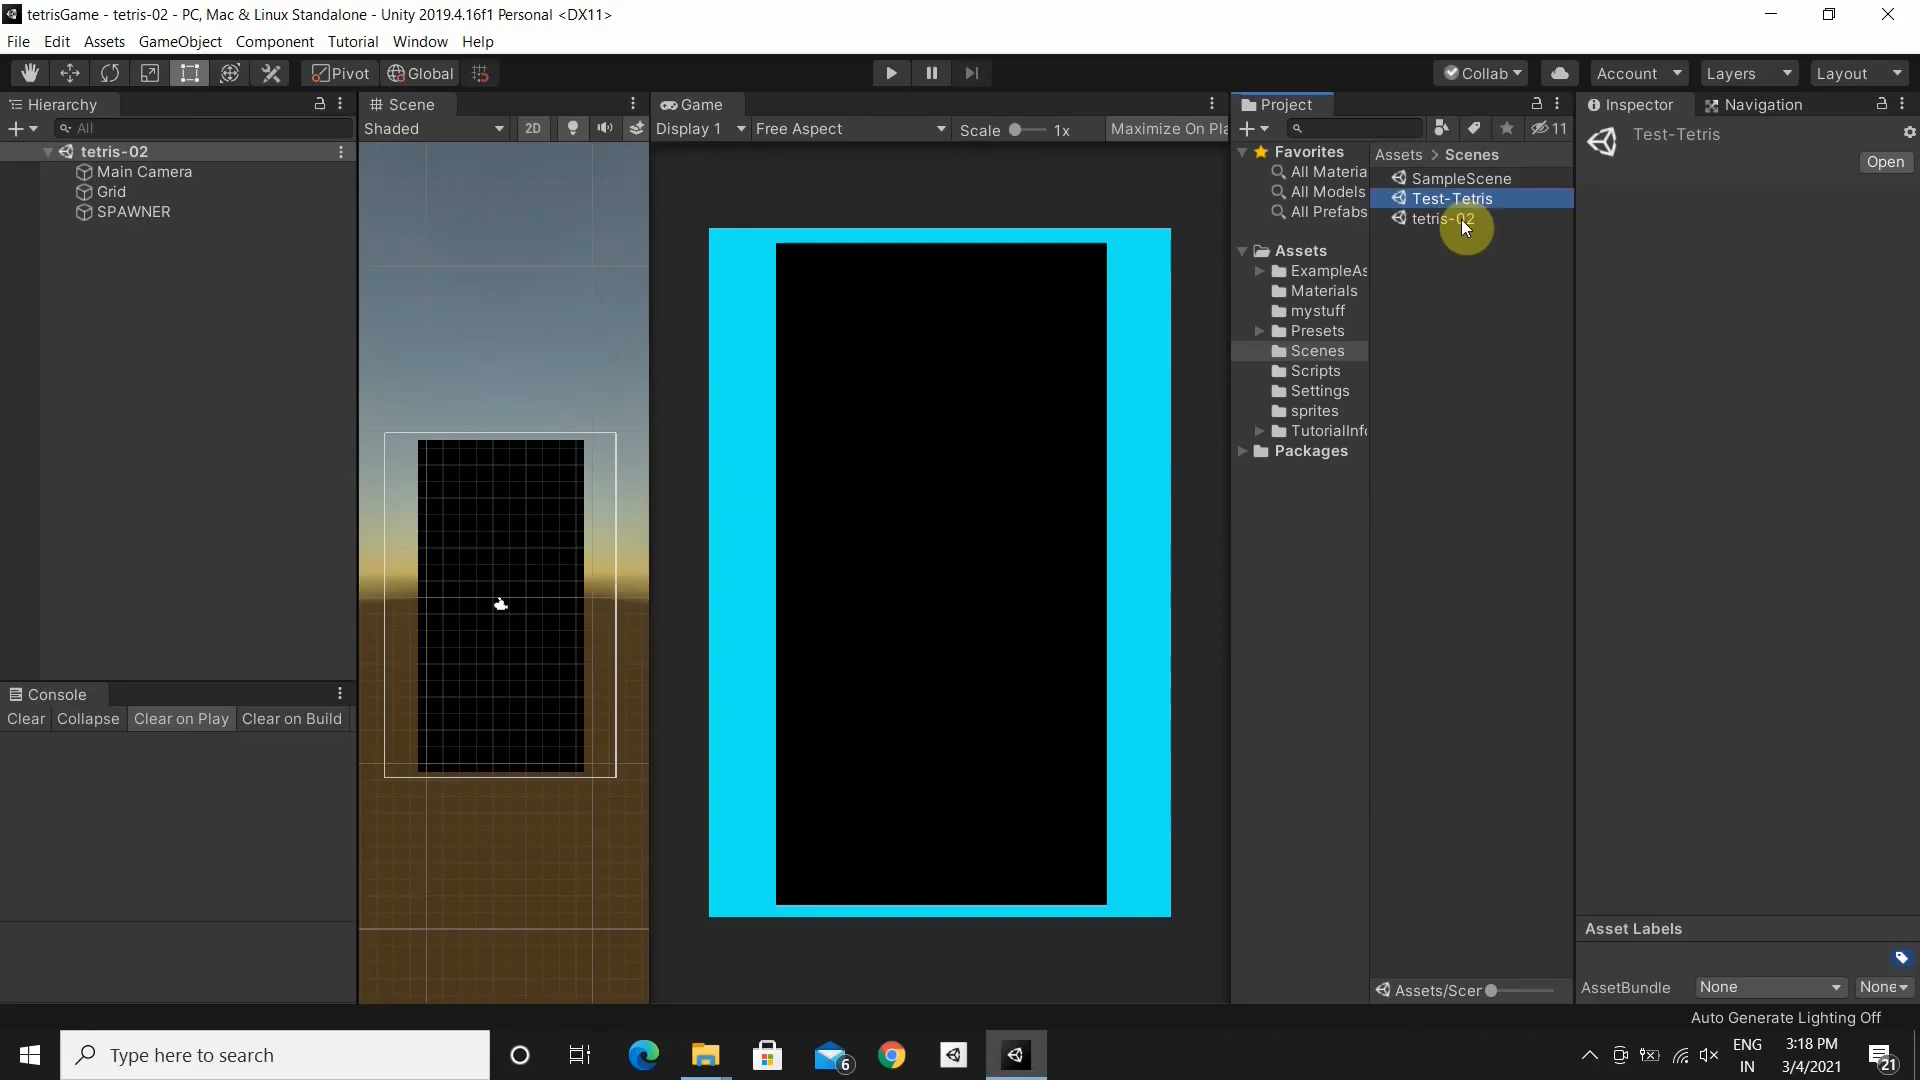 tetrisGame - tetris-02 - PC, Mac & Linux Standalone - Unity 2019.4.16f1 Personal <DX11>
File Edit Assets GameObject Component Tutorial Window Help
Pivot Global Collab Account Layers Layout
Hierarchy
All
tetris-02
Main Camera
Grid
SPAWNER
Console
Clear Collapse Clear on Play Clear on Build
Scene
Shaded 2D
Game
Display 1 Free Aspect Scale 1x Maximize On Pla
Project
11
Favorites
All Materia
All Models
All Prefabs
Assets
ExampleAs
Materials
mystuff
Presets
Scenes
Scripts
Settings
sprites
TutorialInfo
Packages
Assets > Scenes
SampleScene
Test-Tetris
tetris-02
Assets/Scer
Inspector Navigation
Test-Tetris
Open
Asset Labels
AssetBundle None None
Auto Generate Lighting Off
Type here to search
6
ENG
IN
3:18 PM
3/4/2021
21